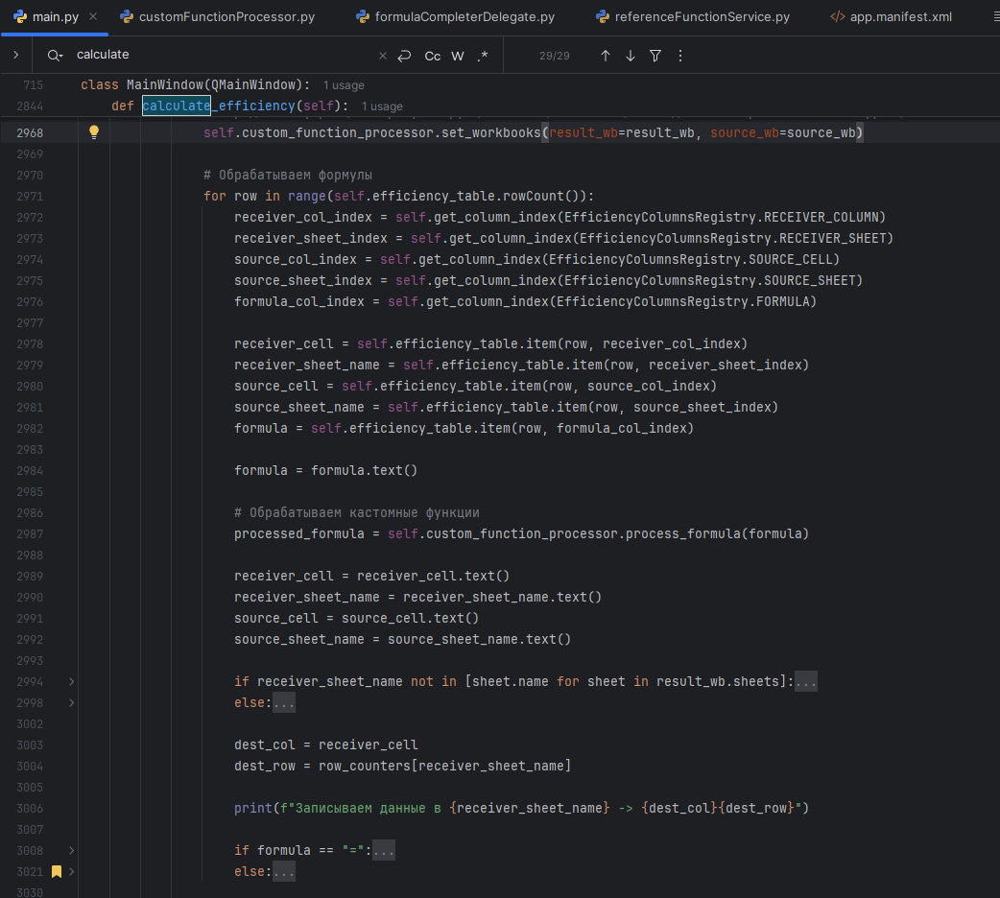 main.py
customFunctionProcessor.py
formulaCompleterDelegate.py
referenceFunctionService.py
</> app.manifest.xml
calculate
Cc W .*
29/29
715 class MainWindow(QMainWindow): 1 usage
2844 def calculate_efficiency(self): 1 usage
2968 self.custom_function_processor.set_workbooks(result_wb=result_wb, source_wb=source_wb)
2969
2970 # Обрабатываем формулы
2971 for row in range(self.efficiency_table.rowCount()):
2972 receiver_col_index = self.get_column_index(EfficiencyColumnsRegistry.RECEIVER_COLUMN)
2973 receiver_sheet_index = self.get_column_index(EfficiencyColumnsRegistry.RECEIVER_SHEET)
2974 source_col_index = self.get_column_index(EfficiencyColumnsRegistry.SOURCE_CELL)
2975 source_sheet_index = self.get_column_index(EfficiencyColumnsRegistry.SOURCE_SHEET)
2976 formula_col_index = self.get_column_index(EfficiencyColumnsRegistry.FORMULA)
2977
2978 receiver_cell = self.efficiency_table.item(row, receiver_col_index)
2979 receiver_sheet_name = self.efficiency_table.item(row, receiver_sheet_index)
2980 source_cell = self.efficiency_table.item(row, source_col_index)
2981 source_sheet_name = self.efficiency_table.item(row, source_sheet_index)
2982 formula = self.efficiency_table.item(row, formula_col_index)
2983
2984 formula = formula.text()
2985
2986 # Обрабатываем кастомные функции
2987 processed_formula = self.custom_function_processor.process_formula(formula)
2988
2989 receiver_cell = receiver_cell.text()
2990 receiver_sheet_name = receiver_sheet_name.text()
2991 source_cell = source_cell.text()
2992 source_sheet_name = source_sheet_name.text()
2993
2994 if receiver_sheet_name not in [sheet.name for sheet in result_wb.sheets]:...
2998 else:...
3002
3003 dest_col = receiver_cell
3004 dest_row = row_counters[receiver_sheet_name]
3005
3006 print(f"Записываем данные в {receiver_sheet_name} -> {dest_col}{dest_row}")
3007
3008 if formula == "=":...
3021 else:...
3030